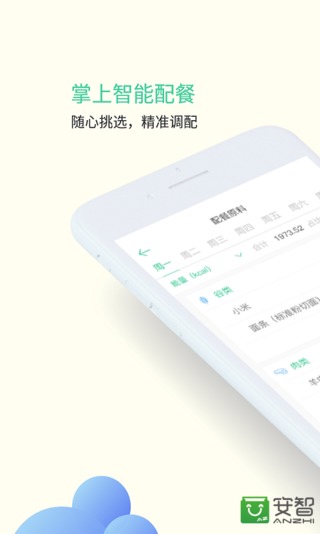 掌上智能配餐
随心挑选，精准调配
配餐原料
周一 周二 周三 周四 周五 周六
能量（kcal） 合计 1973.52 占比
谷类
小米
面条（标准粉切面）
肉类
安智
ANZHI